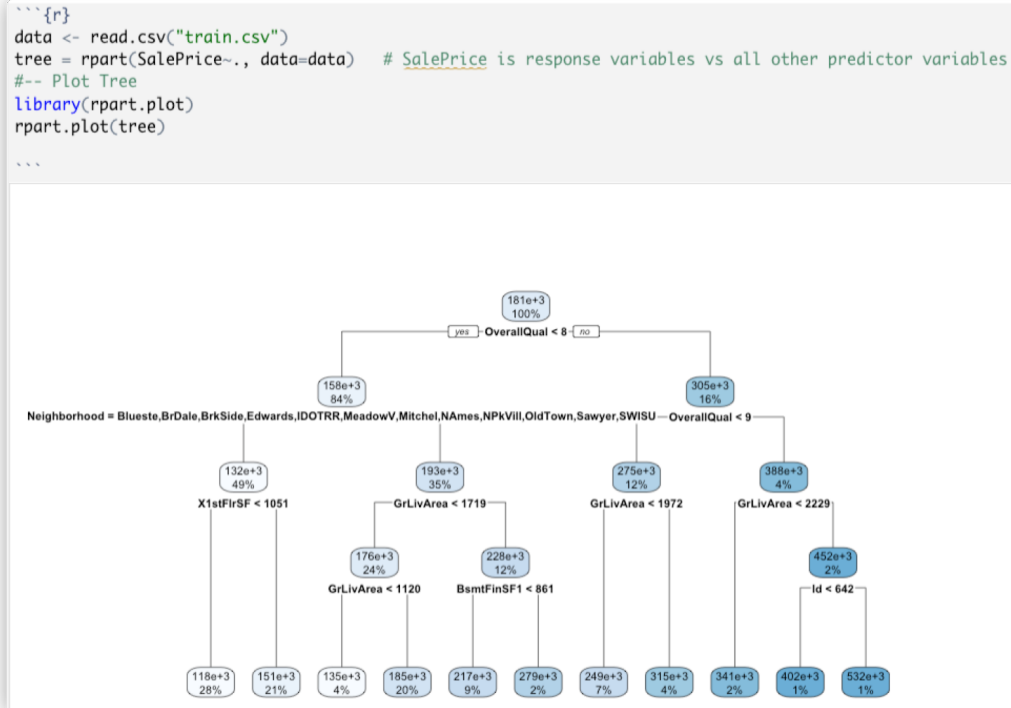 ```{r}
data <- read.csv("train.csv")
tree = rpart(SalePrice~., data=data)   # SalePrice is response variables vs all other predictor variables
#-- Plot Tree
library(rpart.plot)
rpart.plot(tree)
```
181e+3
100%
yes OverallQual < 8 no
158e+3 305e+3
84% 16%
Neighborhood = Blueste,BrDale,BrkSide,Edwards,IDOTRR,MeadowV,Mitchel,NAmes,NPkVill,OldTown,Sawyer,SWISU OverallQual < 9
132e+3 193e+3 275e+3 388e+3
49% 35% 12% 4%
X1stFlrSF < 1051 GrLivArea < 1719 GrLivArea < 1972 GrLivArea < 2229
176e+3 228e+3 452e+3
24% 12% 2%
GrLivArea < 1120 BsmtFinSF1 < 861 Id < 642
118e+3 151e+3 135e+3 185e+3 217e+3 279e+3 249e+3 315e+3 341e+3 402e+3 532e+3
28% 21% 4% 20% 9% 2% 7% 4% 2% 1% 1%